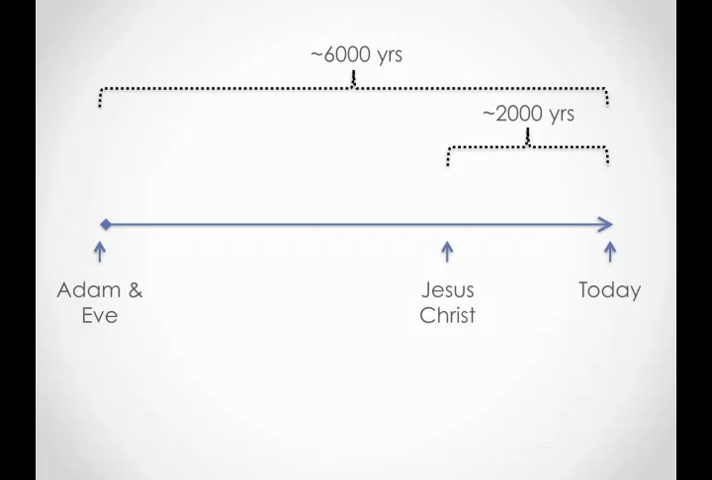 ~6000 yrs
~2000 yrs
Adam &
Eve
Jesus
Christ
Today